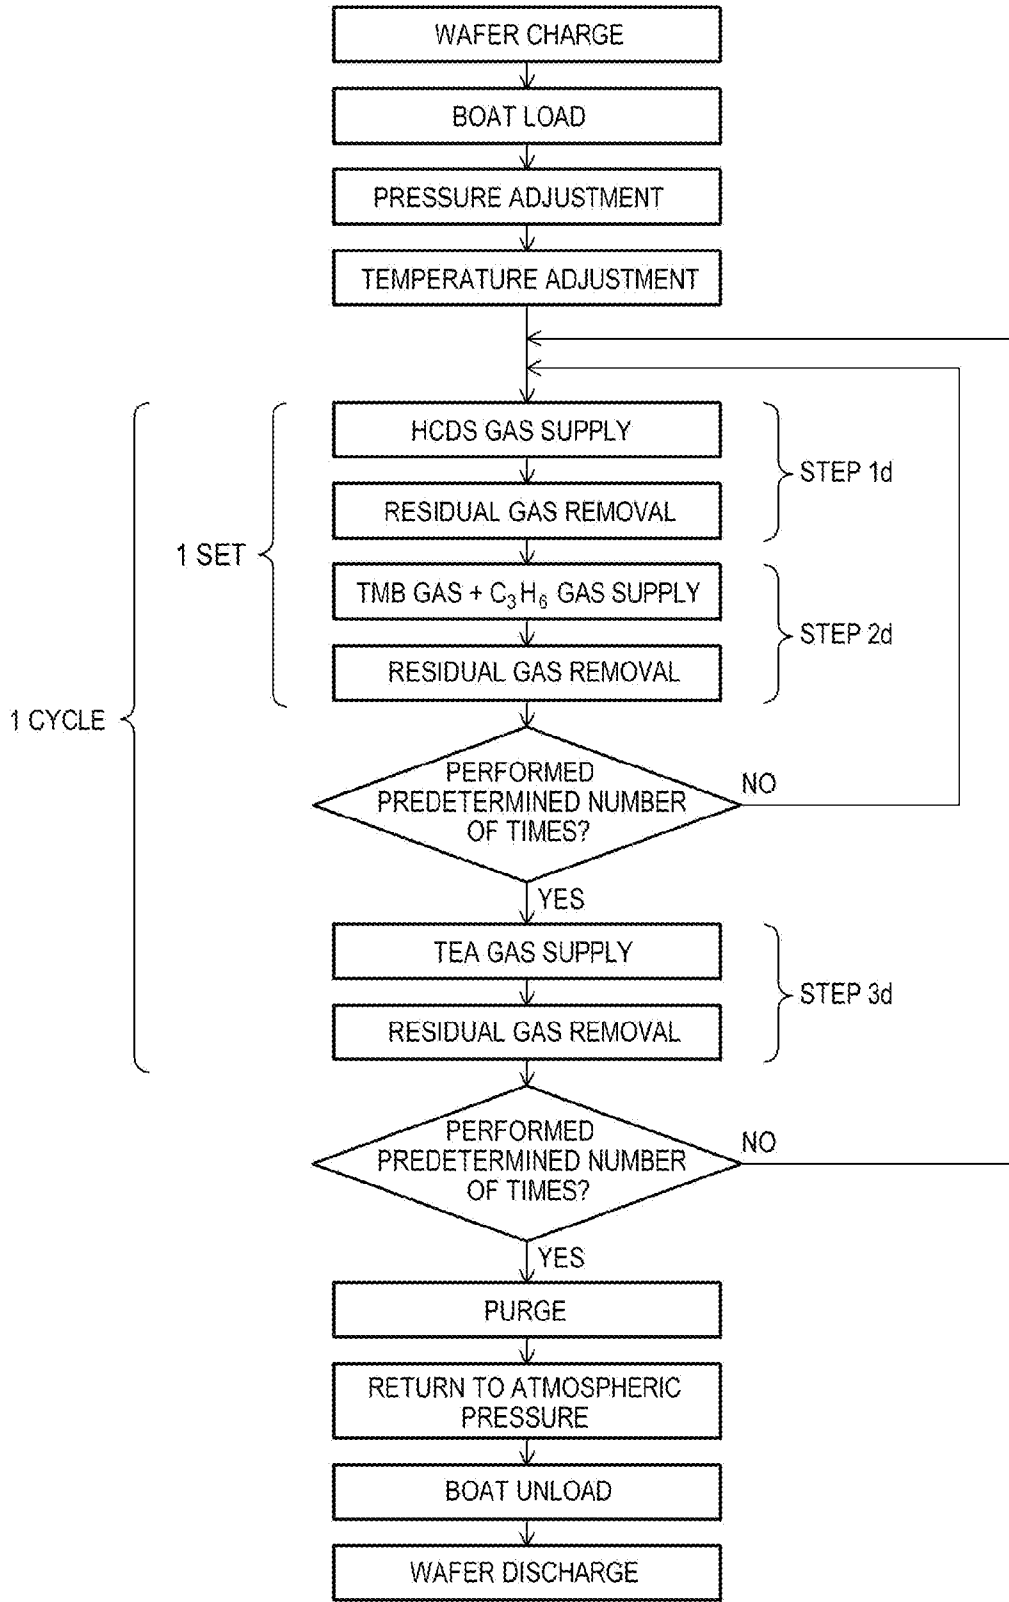 WAFER CHARGE
BOAT LOAD
PRESSURE ADJUSTMENT
TEMPERATURE ADJUSTMENT
HCDS GAS SUPPLY
STEP 1d
RESIDUAL GAS REMOVAL
1 SET
TMB GAS + C₃H₆ GAS SUPPLY
STEP 2d
RESIDUAL GAS REMOVAL
1 CYCLE
PERFORMED
PREDETERMINED NUMBER
OF TIMES?
NO
YES
TEA GAS SUPPLY
STEP 3d
RESIDUAL GAS REMOVAL
PERFORMED
PREDETERMINED NUMBER
OF TIMES?
NO
YES
PURGE
RETURN TO ATMOSPHERIC
PRESSURE
BOAT UNLOAD
WAFER DISCHARGE